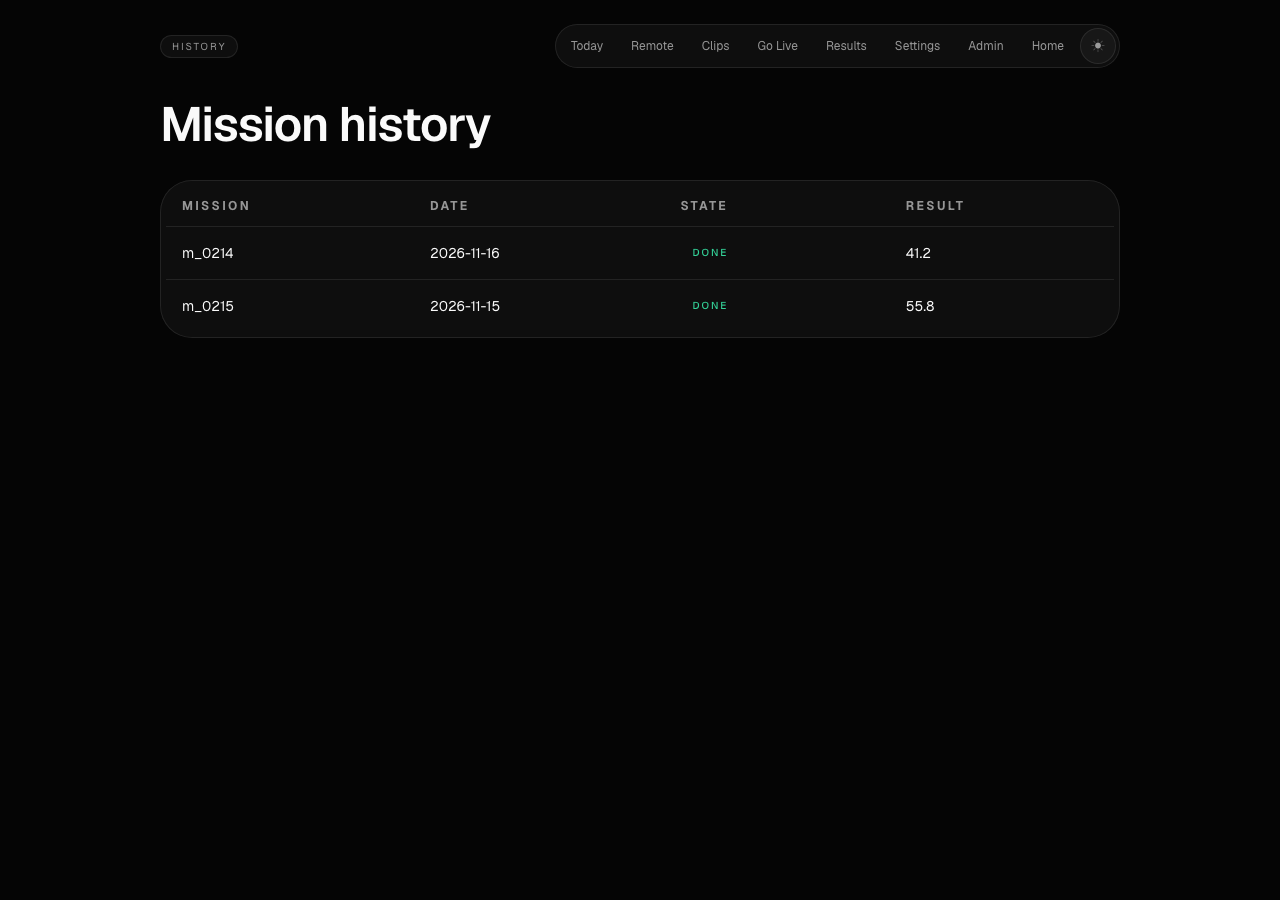 HISTORY
Today Remote Clips Go Live Results Settings Admin Home
Mission history
MISSION DATE STATE RESULT
m_0214 2026-11-16 DONE 41.2
m_0215 2026-11-15 DONE 55.8